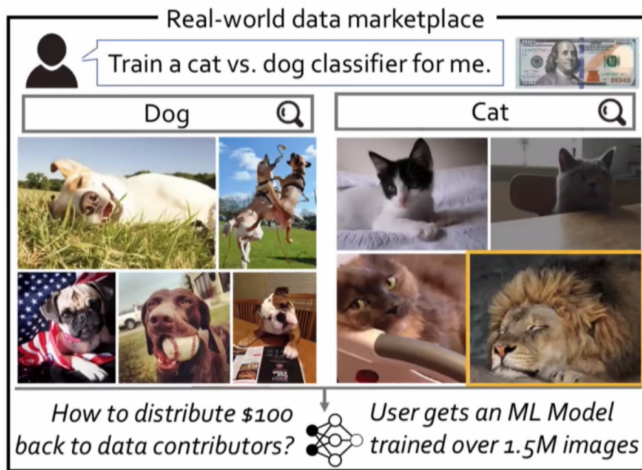 Real-world data marketplace
Train a cat vs. dog classifier for me.
100
Dog
Cat
How to distribute $100
back to data contributors?
User gets an ML Model
trained over 1.5M images